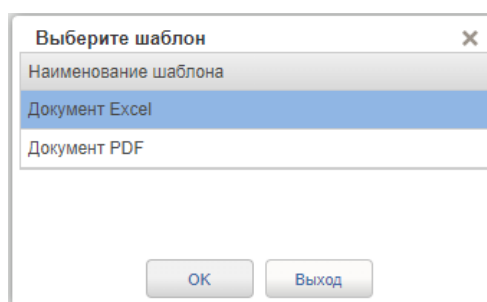 Выберите шаблон
Наименование шаблона
Документ Excel
Документ PDF
OK Выход